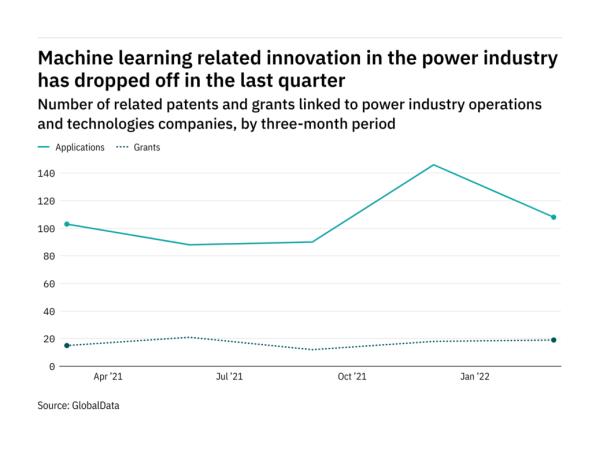 Machine learning related innovation in the power industry
has dropped off in the last quarter
Number of related patents and grants linked to power industry operations
and technologies companies, by three-month period
Applications Grants
140
120
100
80
60
40
20
0
Apr '21 Jul '21 Oct '21 Jan '22
Source: GlobalData